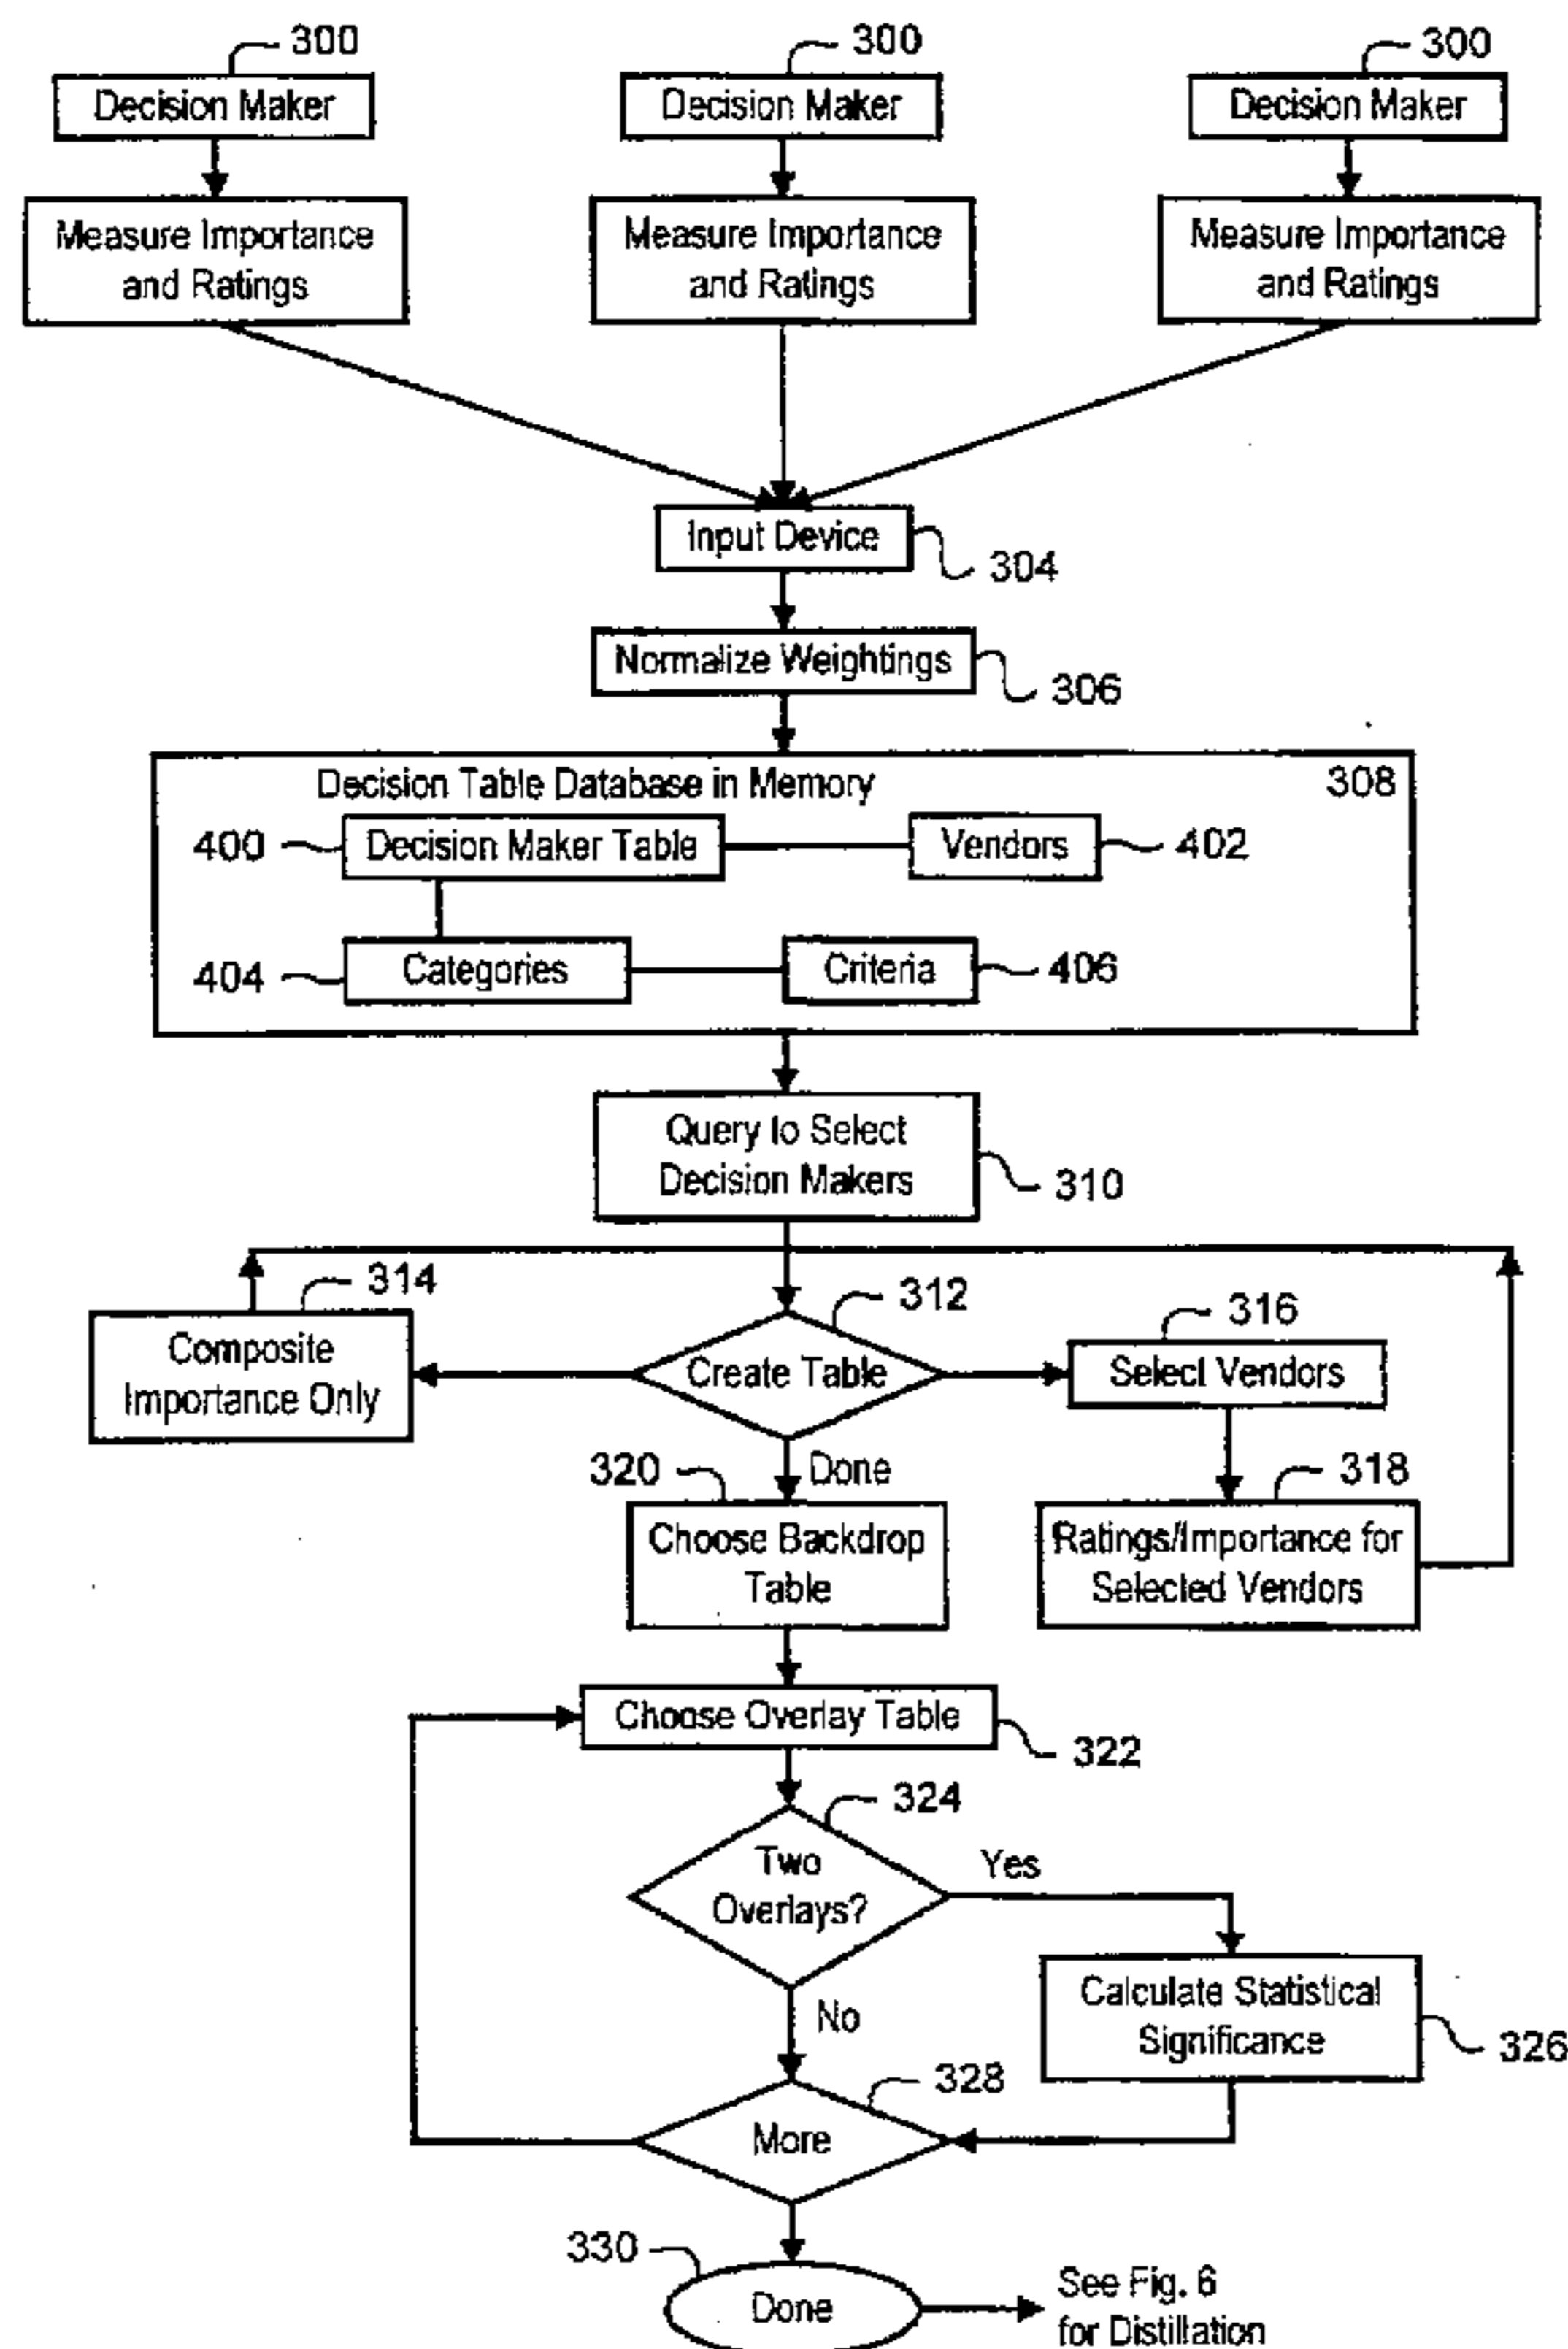 300
300
300
Decision Maker
Decision Maker
Decision Maker
Measure Importance
and Ratings
Measure Importance
and Ratings
Measure Importance
and Ratings
Input Device
304
Normalize Weightings
306
Decision Table Database in Memory
308
400
Decision Maker Table
Vendors
402
404
Categories
Criteria
406
Query to Select
Decision Makers
310
314
312
316
Composite
Importance Only
Create Table
Select Vendors
320
Done
318
Choose Backdrop
Table
Ratings/Importance for
Selected Vendors
Choose Overlay Table
322
324
Two
Overlays?
Yes
Calculate Statistical
Significance
326
No
328
More
330
Done
See Fig. 6
for Distillation